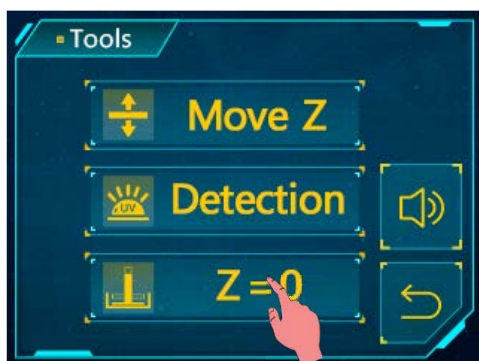 Tools
Move Z
UV
Detection
Z = 0